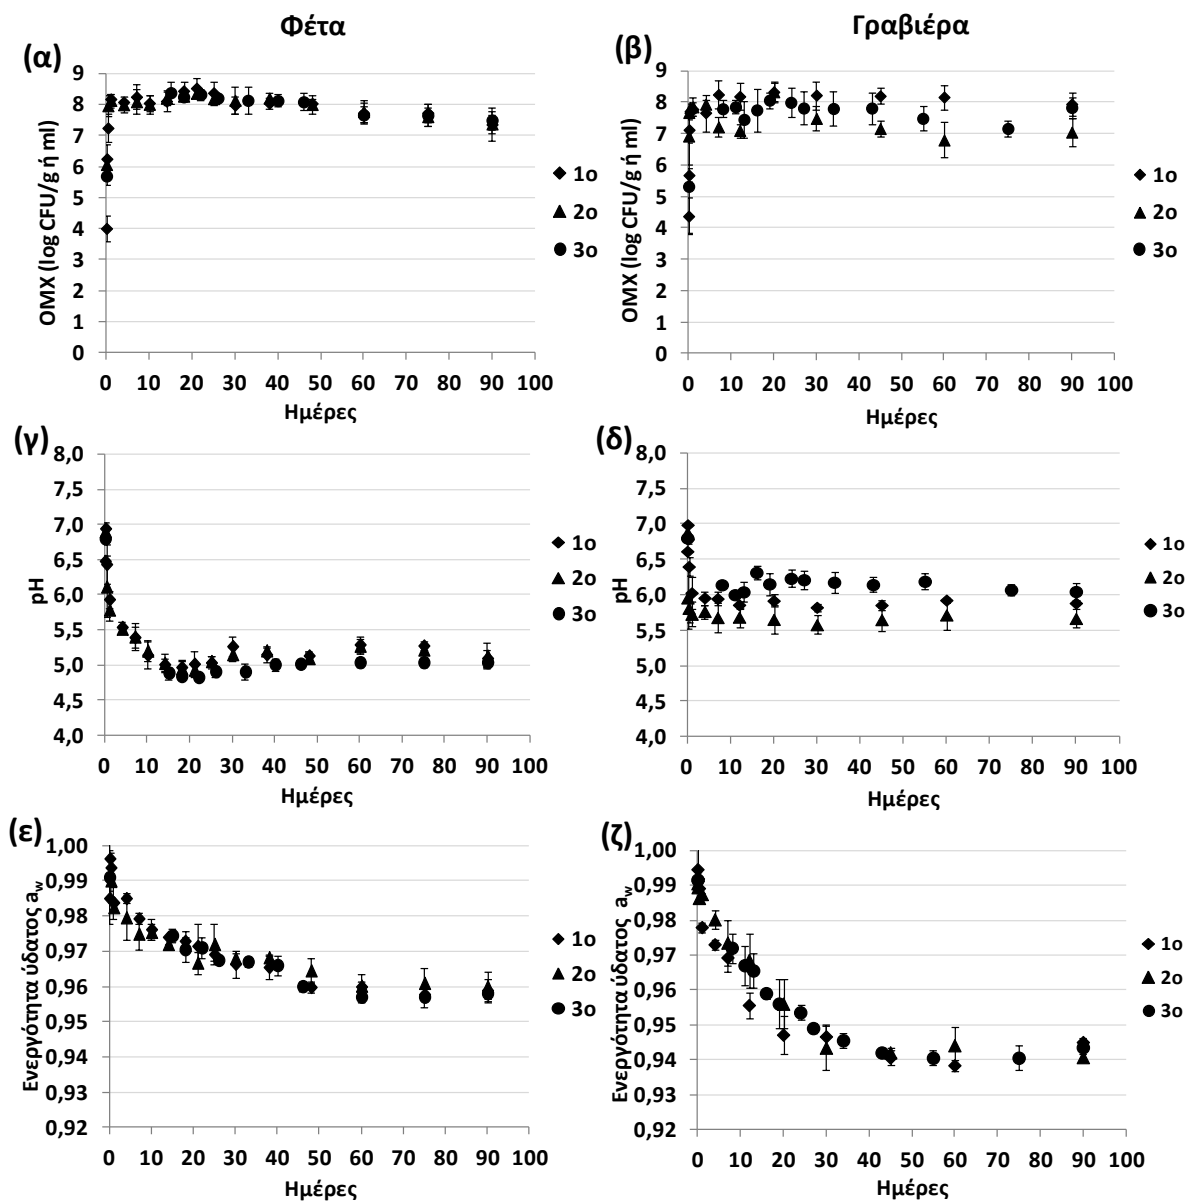 Φέτα
Γραβιέρα
(α)
ΟΜΧ (log CFU/g ή ml)
9
8
7
6
5
4
3
2
1
0
0 10 20 30 40 50 60 70 80 90 100
Ημέρες
1ο
2ο
3ο
(β)
ΟΜΧ (log CFU/g ή ml)
9
8
7
6
5
4
3
2
1
0
0 10 20 30 40 50 60 70 80 90 100
Ημέρες
1ο
2ο
3ο
(γ)
pH
8,0
7,5
7,0
6,5
6,0
5,5
5,0
4,5
4,0
0 10 20 30 40 50 60 70 80 90 100
Ημέρες
1ο
2ο
3ο
(δ)
pH
8,0
7,5
7,0
6,5
6,0
5,5
5,0
4,5
4,0
0 10 20 30 40 50 60 70 80 90 100
Ημέρες
1ο
2ο
3ο
(ε)
Ενεργότητα ύδατος aw
1,00
0,99
0,98
0,97
0,96
0,95
0,94
0,93
0,92
0 10 20 30 40 50 60 70 80 90 100
Ημέρες
1ο
2ο
3ο
(ζ)
Ενεργότητα ύδατος aw
1,00
0,99
0,98
0,97
0,96
0,95
0,94
0,93
0,92
0 10 20 30 40 50 60 70 80 90 100
Ημέρες
1ο
2ο
3ο